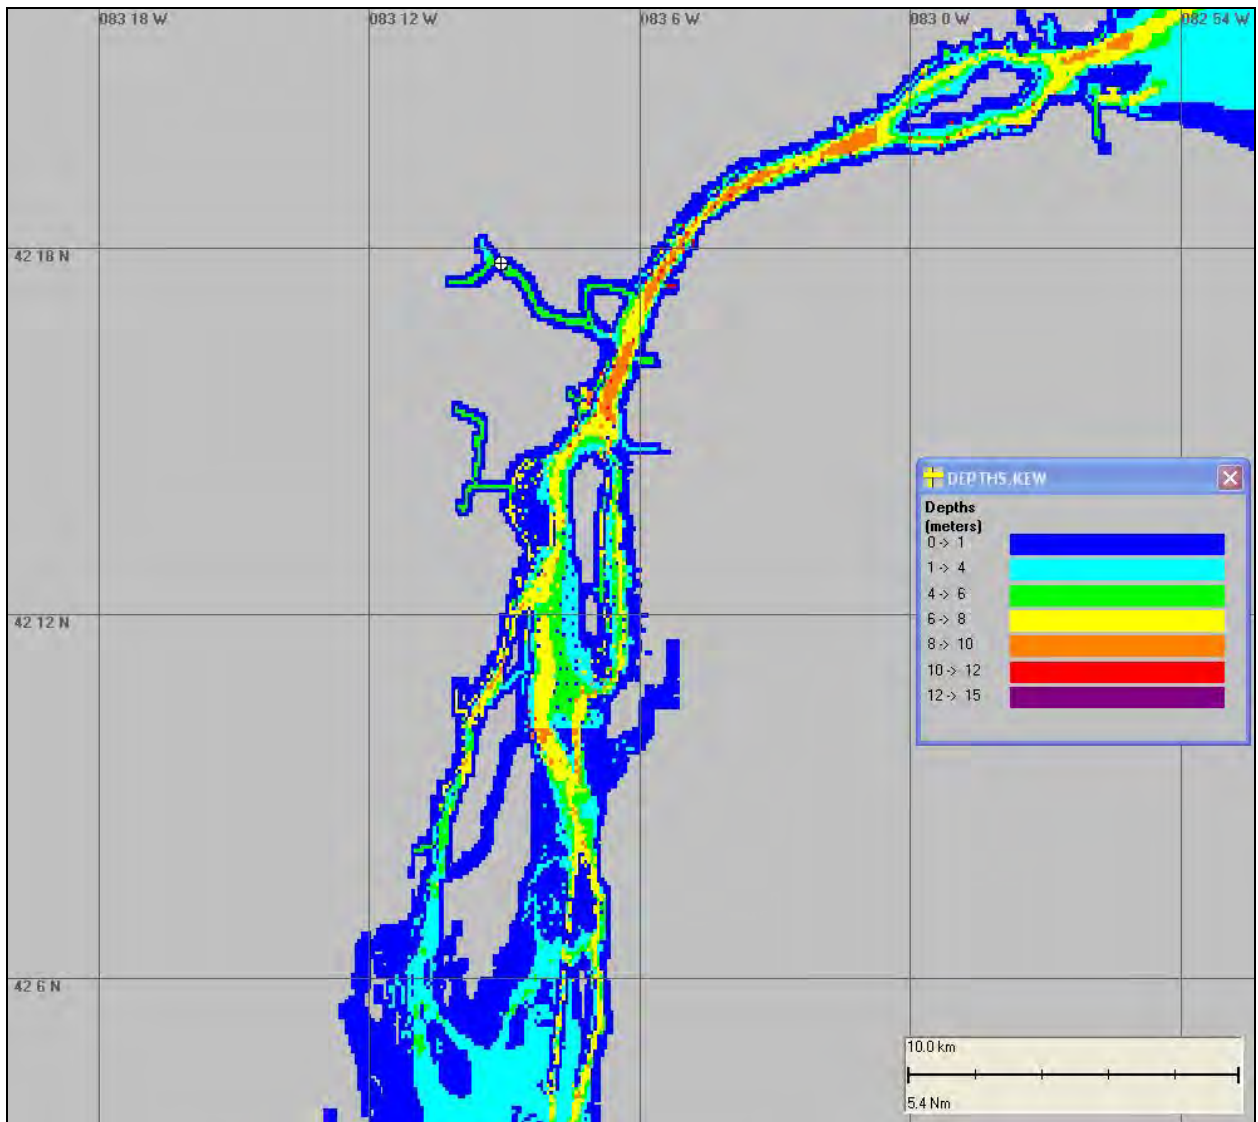 083 18 W 083 12 W 083 6 W 083 0 W 082 54 W
42 18 N
DEPTHS.KEW
Depths
(meters)
0 -> 1
1 -> 4
4 -> 6
42 12 N
6 -> 8
8 -> 10
10 -> 12
12 -> 15
42 6 N
10.0 km
5.4 Nm